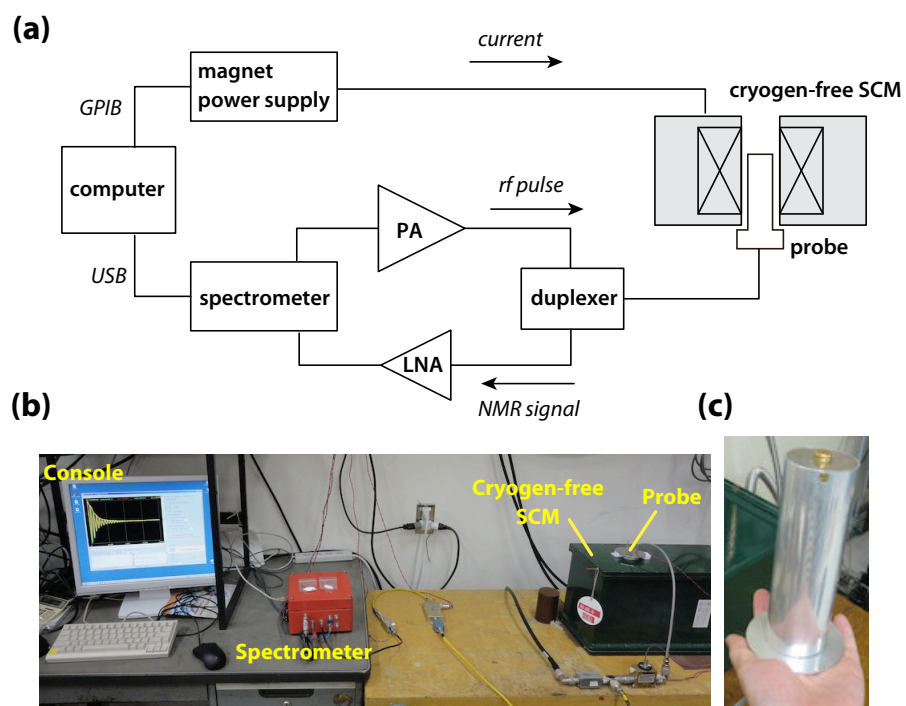 (a)
current
magnet
power supply
GPIB
cryogen-free SCM
computer
rf pulse
PA
probe
USB
spectrometer
duplexer
LNA
NMR signal
(b)
(c)
Console
Cryogen-free
SCM
Probe
Spectrometer